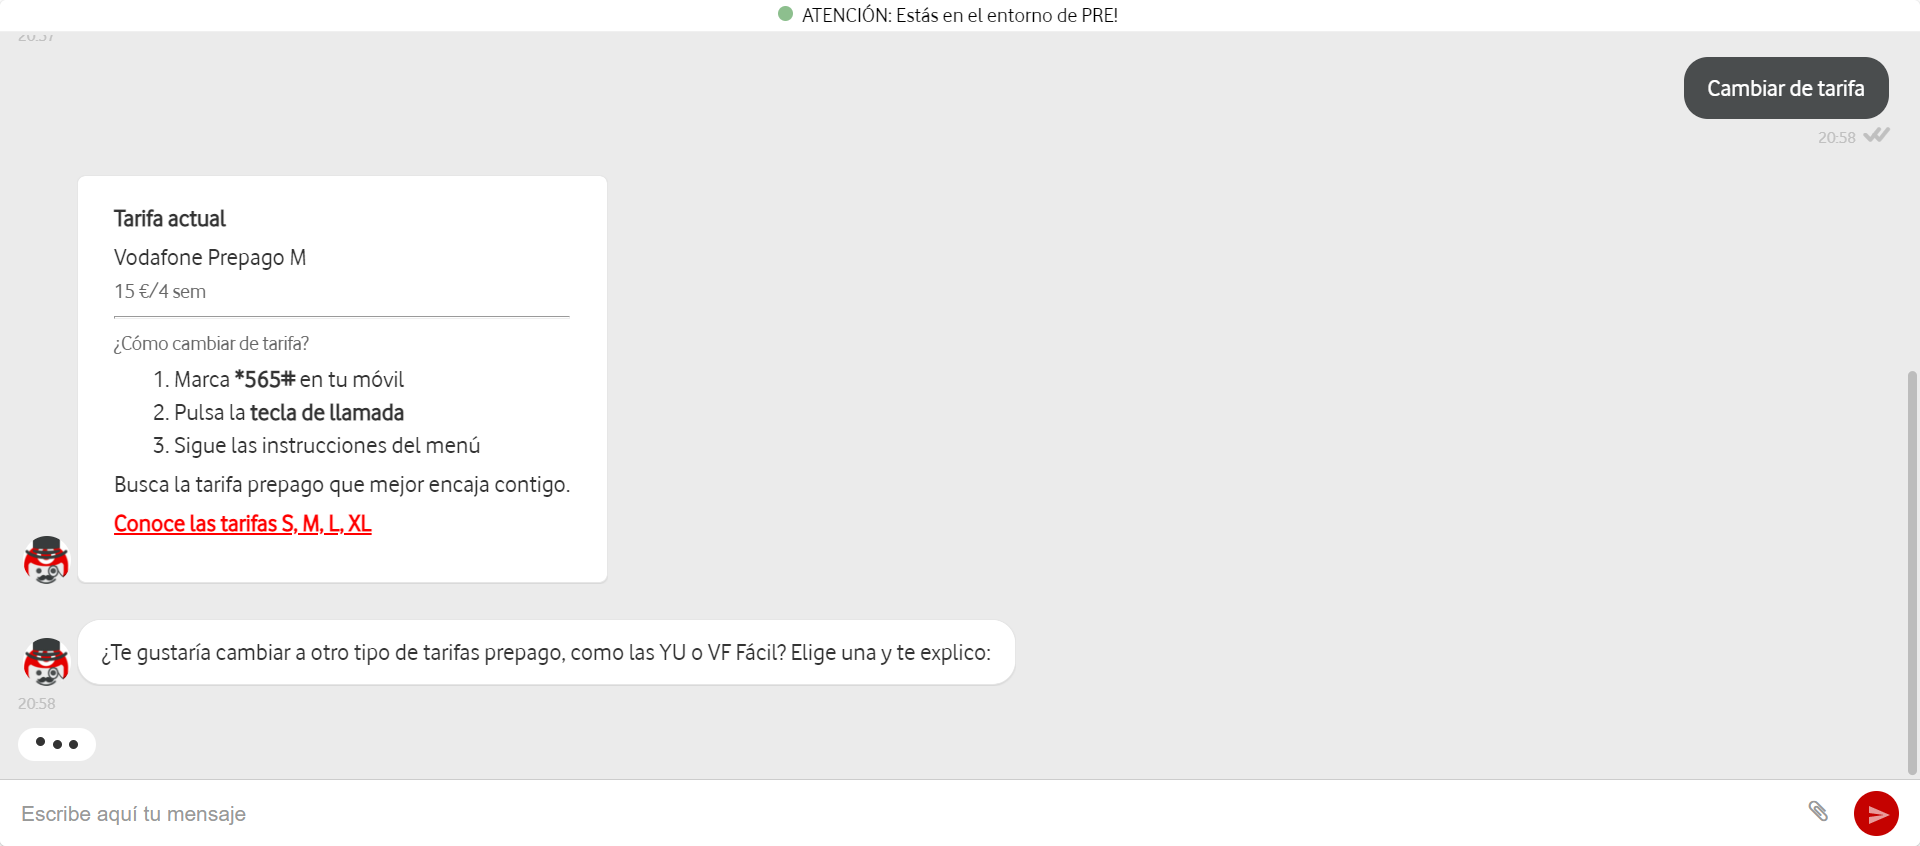 ATENCIÓN: Estás en el entorno de PRE!
20:57
Cambiar de tarifa
20:58
Tarifa actual
Vodafone Prepago M
15 €/4 sem
¿Cómo cambiar de tarifa?
1. Marca *565# en tu móvil
2. Pulsa la tecla de llamada
3. Sigue las instrucciones del menú
Busca la tarifa prepago que mejor encaja contigo.
Conoce las tarifas S, M, L, XL
¿Te gustaría cambiar a otro tipo de tarifas prepago, como las YU o VF Fácil? Elige una y te explico:
20:58
Escribe aquí tu mensaje